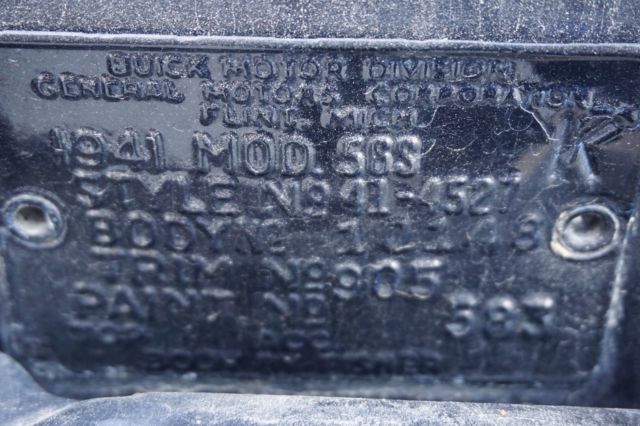 BUICK MOTOR DIVISION
GENERAL MOTORS CORPORATION
FLINT, MICH.
1941 MOD. 56S
STYLE NO 41-4527
BODY NO
TRIM NO 905
PAINT NO 583